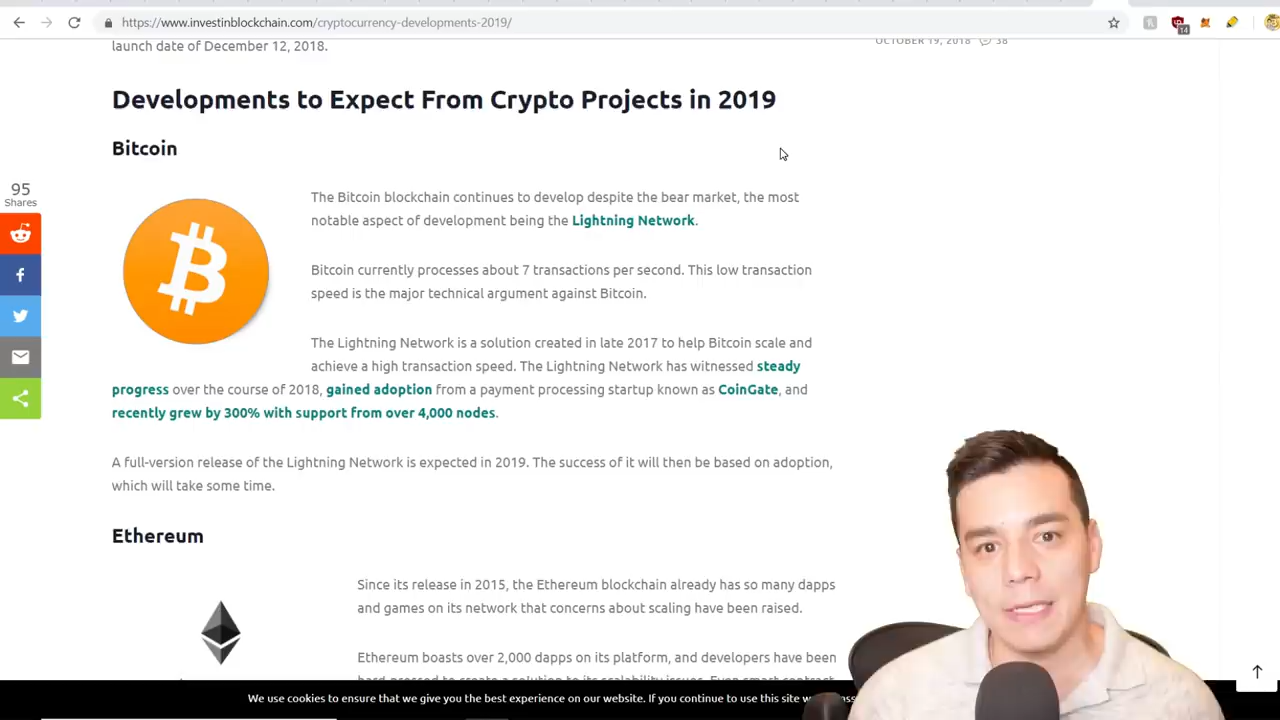 https://www.investinblockchain.com/cryptocurrency-developments-2019/
14
launch date of December 12, 2018.
OCTOBER 19, 2018 38
Developments to Expect From Crypto Projects in 2019
Bitcoin
95
Shares
The Bitcoin blockchain continues to develop despite the bear market, the most
notable aspect of development being the Lightning Network.
Bitcoin currently processes about 7 transactions per second. This low transaction
speed is the major technical argument against Bitcoin.
The Lightning Network is a solution created in late 2017 to help Bitcoin scale and
achieve a high transaction speed. The Lightning Network has witnessed steady
progress over the course of 2018, gained adoption from a payment processing startup known as CoinGate, and
recently grew by 300% with support from over 4,000 nodes.
A full-version release of the Lightning Network is expected in 2019. The success of it will then be based on adoption,
which will take some time.
Ethereum
Since its release in 2015, the Ethereum blockchain already has so many dapps
and games on its network that concerns about scaling have been raised.
Ethereum boasts over 2,000 dapps on its platform, and developers have been
We use cookies to ensure that we give you the best experience on our website. If you continue to use this site w